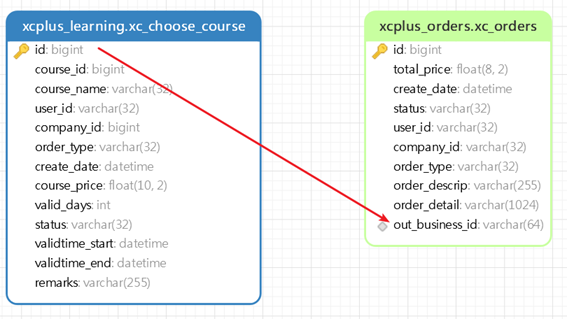 xcplus_learning.xc_choose_course
id: bigint
course_id: bigint
course_name: varchar(32)
user_id: varchar(32)
company_id: bigint
order_type: varchar(32)
create_date: datetime
course_price: float(10, 2)
valid_days: int
status: varchar(32)
validtime_start: datetime
validtime_end: datetime
remarks: varchar(255)
xcplus_orders.xc_orders
id: bigint
total_price: float(8, 2)
create_date: datetime
status: varchar(32)
user_id: varchar(32)
company_id: varchar(32)
order_type: varchar(32)
order_descrip: varchar(255)
order_detail: varchar(1024)
out_business_id: varchar(64)